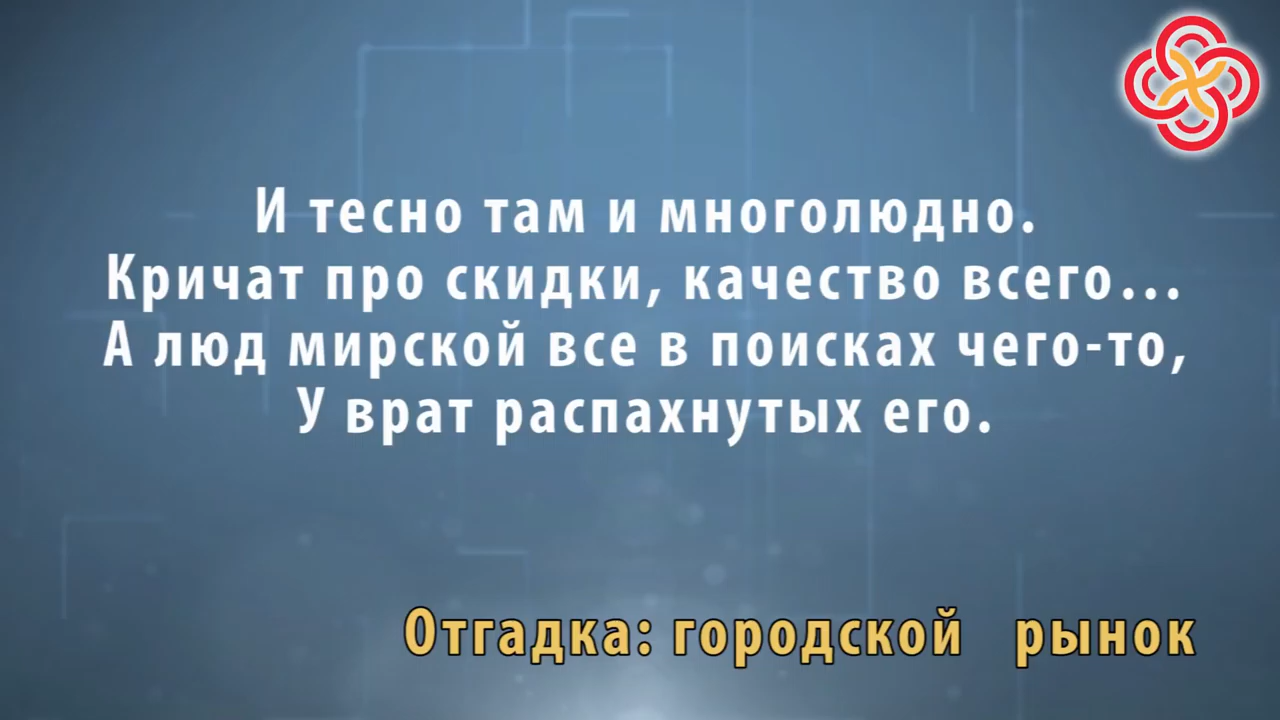 И тесно там и многолюдно.
Кричат про скидки, качество всего...
А люд мирской все в поисках чего-то,
У врат распахнутых его.
Отгадка: городской рынок